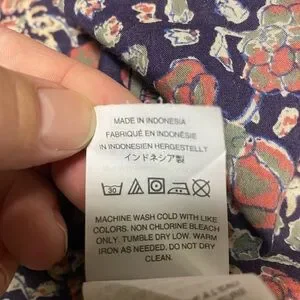 MADE IN INDONESIA
FABRIQUÉ EN INDONÉSIE
IN INDONESIEN HERGESTELLT
インドネシア製
30
MACHINE WASH COLD WITH LIKE
COLORS. NON CHLORINE BLEACH
ONLY. TUMBLE DRY LOW. WARM
IRON AS NEEDED. DO NOT DRY
CLEAN.